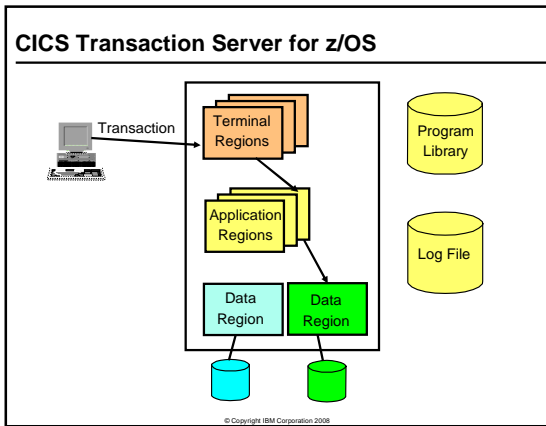 CICS Transaction Server for z/OS
Transaction
Terminal
Regions
Program
Library
Application
Regions
Log File
Data
Region
Data
Region
© Copyright IBM Corporation 2008